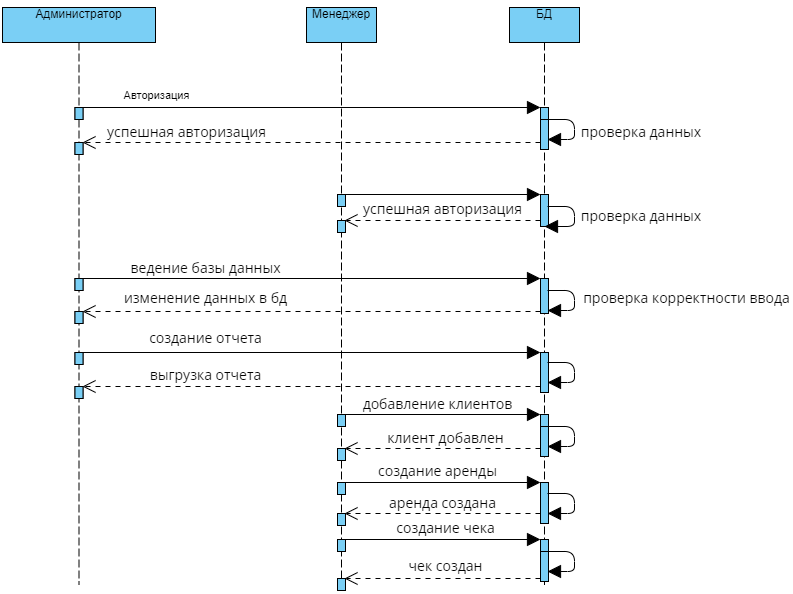 Администратор
Менеджер
БД
Авторизация
успешная авторизация
проверка данных
успешная авторизация
проверка данных
ведение базы данных
изменение данных в бд
проверка корректности ввода
создание отчета
выгрузка отчета
добавление клиентов
клиент добавлен
создание аренды
аренда создана
создание чека
чек создан